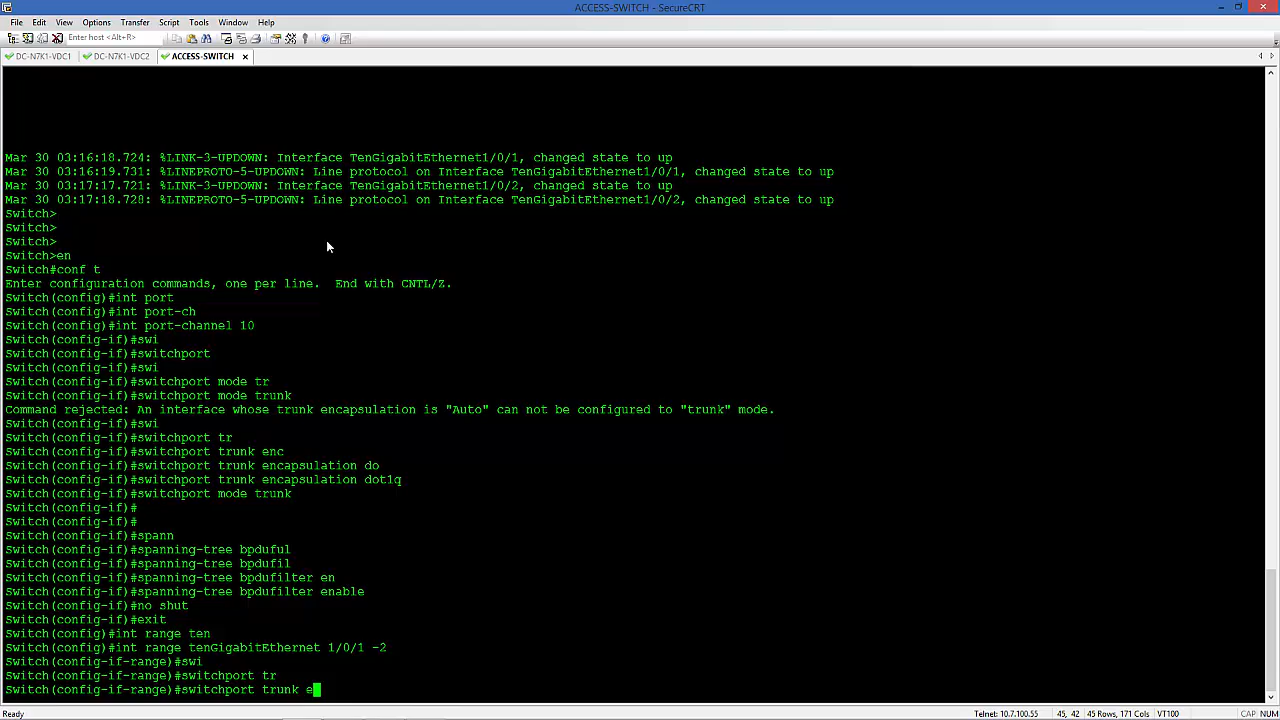 ACCESS-SWITCH - SecureCRT
File Edit View Options Transfer Script Tools Window Help
Enter host <Alt+R>
DC-N7K1-VDC1 DC-N7K1-VDC2 ACCESS-SWITCH
Mar 30 03:16:18.724: %LINK-3-UPDOWN: Interface TenGigabitEthernet1/0/1, changed state to up
Mar 30 03:16:19.731: %LINEPROTO-5-UPDOWN: Line protocol on Interface TenGigabitEthernet1/0/1, changed state to up
Mar 30 03:17:17.721: %LINK-3-UPDOWN: Interface TenGigabitEthernet1/0/2, changed state to up
Mar 30 03:17:18.728: %LINEPROTO-5-UPDOWN: Line protocol on Interface TenGigabitEthernet1/0/2, changed state to up
Switch>
Switch>
Switch>
Switch>en
Switch#conf t
Enter configuration commands, one per line.  End with CNTL/Z.
Switch(config)#int port
Switch(config)#int port-ch
Switch(config)#int port-channel 10
Switch(config-if)#swi
Switch(config-if)#switchport
Switch(config-if)#swi
Switch(config-if)#switchport mode tr
Switch(config-if)#switchport mode trunk
Command rejected: An interface whose trunk encapsulation is "Auto" can not be configured to "trunk" mode.
Switch(config-if)#swi
Switch(config-if)#switchport tr
Switch(config-if)#switchport trunk enc
Switch(config-if)#switchport trunk encapsulation do
Switch(config-if)#switchport trunk encapsulation dot1q
Switch(config-if)#switchport mode trunk
Switch(config-if)#
Switch(config-if)#
Switch(config-if)#spann
Switch(config-if)#spanning-tree bpduful
Switch(config-if)#spanning-tree bpdufil
Switch(config-if)#spanning-tree bpdufilter en
Switch(config-if)#spanning-tree bpdufilter enable
Switch(config-if)#no shut
Switch(config-if)#exit
Switch(config)#int range ten
Switch(config)#int range tenGigabitEthernet 1/0/1 -2
Switch(config-if-range)#swi
Switch(config-if-range)#switchport tr
Switch(config-if-range)#switchport trunk e
Ready Telnet: 10.7.100.55 45, 42 45 Rows, 171 Cols VT100 CAP NUM